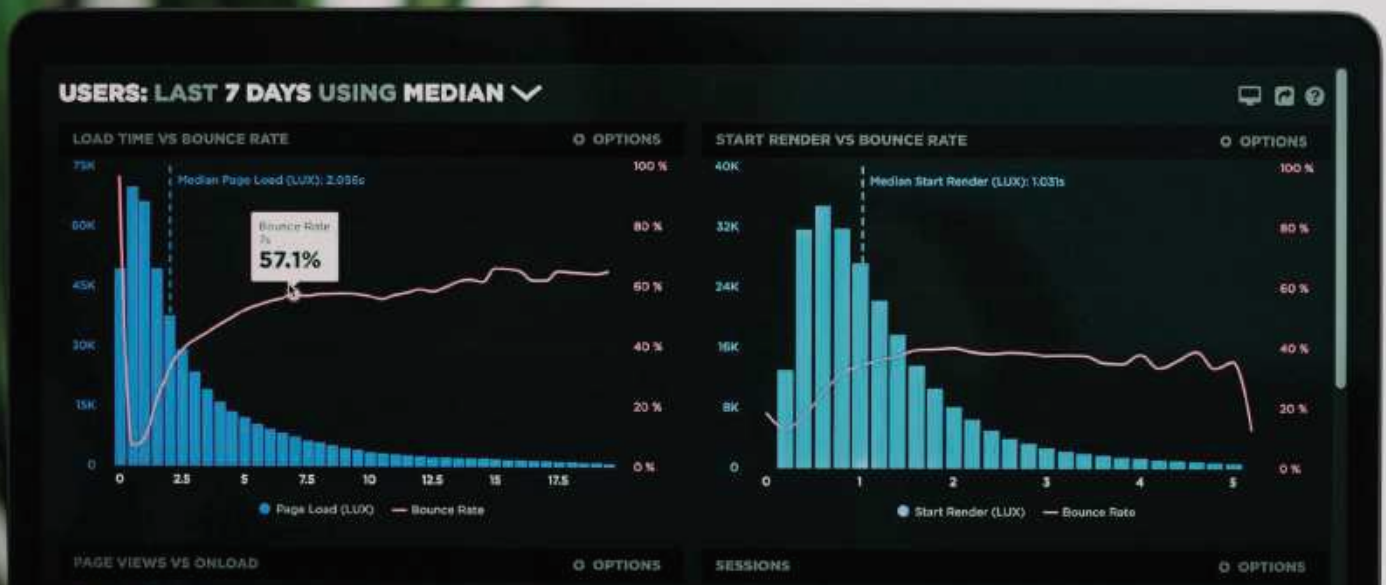 USERS: LAST 7 DAYS USING MEDIAN
LOAD TIME VS BOUNCE RATE
OPTIONS
75K
100 %
Median Page Load (LUX): 2.056s
60K
80 %
Bounce Rate
7s
57.1%
45K
60 %
30K
40 %
15K
20 %
0
0 %
0 2.5 5 7.5 10 12.5 15 17.5
Page Load (LUX) Bounce Rate
START RENDER VS BOUNCE RATE
OPTIONS
40K
100 %
Median Start Render (LUX): 1.031s
32K
80 %
24K
60 %
16K
40 %
8K
20 %
0
0 %
0 1 2 3 4 5
Start Render (LUX) Bounce Rate
PAGE VIEWS VS ONLOAD
OPTIONS
SESSIONS
OPTIONS